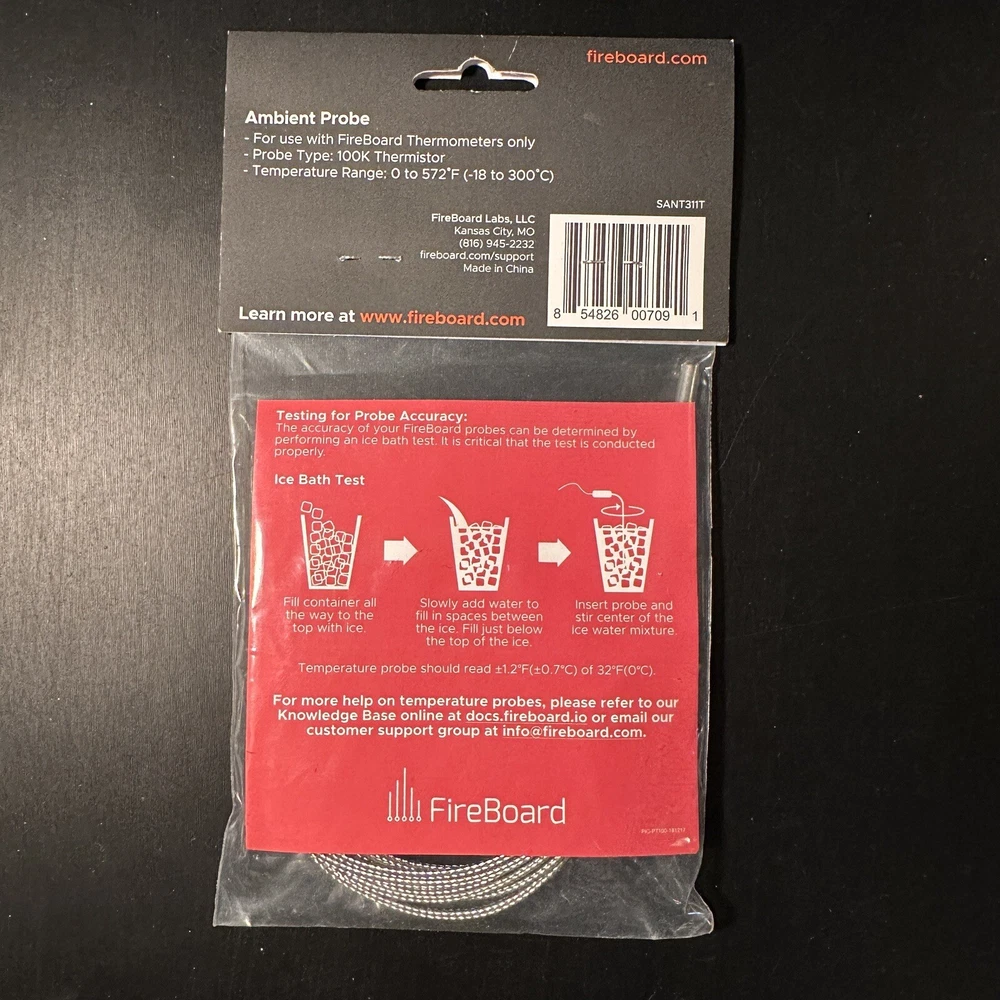 fireboard.com
Ambient Probe
- For use with FireBoard Thermometers only
- Probe Type: 100K Thermistor
- Temperature Range: 0 to 572°F (-18 to 300°C)
SANT311T
FireBoard Labs, LLC
Kansas City, MO
(816) 945-2232
fireboard.com/support
Made in China
8 54826 00709 1
Learn more at www.fireboard.com
Testing for Probe Accuracy:
The accuracy of your FireBoard probes can be determined by
performing an ice bath test. It is critical that the test is conducted
properly.
Ice Bath Test
Fill container all
the way to the
top with ice.
Slowly add water to
fill in spaces between
the ice. Fill just below
the top of the ice.
Insert probe and
stir center of the
ice water mixture.
Temperature probe should read ±1.2°F(±0.7°C) of 32°F(0°C).
For more help on temperature probes, please refer to our
Knowledge Base online at docs.fireboard.io or email our
customer support group at info@fireboard.com.
FireBoard